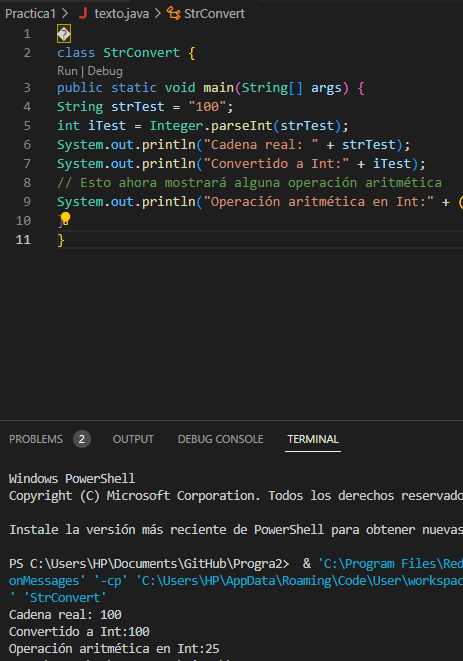 Practica1 > J texto.java > StrConvert
1 �
2 class StrConvert {
Run | Debug
3 public static void main(String[] args) {
4 String strTest = "100";
5 int iTest = Integer.parseInt(strTest);
6 System.out.println("Cadena real: " + strTest);
7 System.out.println("Convertido a Int:" + iTest);
8 // Esto ahora mostrará alguna operación aritmética
9 System.out.println("Operación aritmética en Int:" + (
10 }
11 }
PROBLEMS 2 OUTPUT DEBUG CONSOLE TERMINAL
Windows PowerShell
Copyright (C) Microsoft Corporation. Todos los derechos reservado
Instale la versión más reciente de PowerShell para obtener nuevas
PS C:\Users\HP\Documents\GitHub\Progra2> & 'C:\Program Files\Red
onMessages' '-cp' 'C:\Users\HP\AppData\Roaming\Code\User\workspac
' 'StrConvert'
Cadena real: 100
Convertido a Int:100
Operación aritmética en Int:25